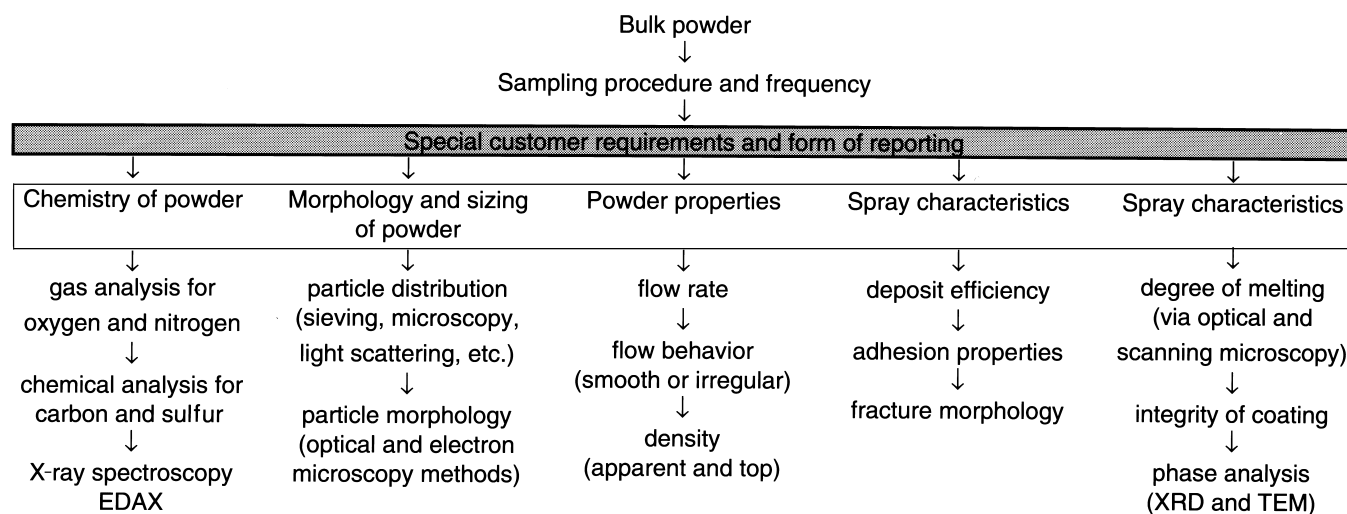 Bulk powder
Sampling procedure and frequency
Special customer requirements and form of reporting
Chemistry of powder
Morphology and sizing
of powder
Powder properties
Spray characteristics
Spray characteristics
gas analysis for
oxygen and nitrogen
chemical analysis for
carbon and sulfur
X-ray spectroscopy
EDAX
particle distribution
(sieving, microscopy,
light scattering, etc.)
particle morphology
(optical and electron
microscopy methods)
flow rate
flow behavior
(smooth or irregular)
density
(apparent and top)
deposit efficiency
adhesion properties
fracture morphology
degree of melting
(via optical and
scanning microscopy)
integrity of coating
phase analysis
(XRD and TEM)